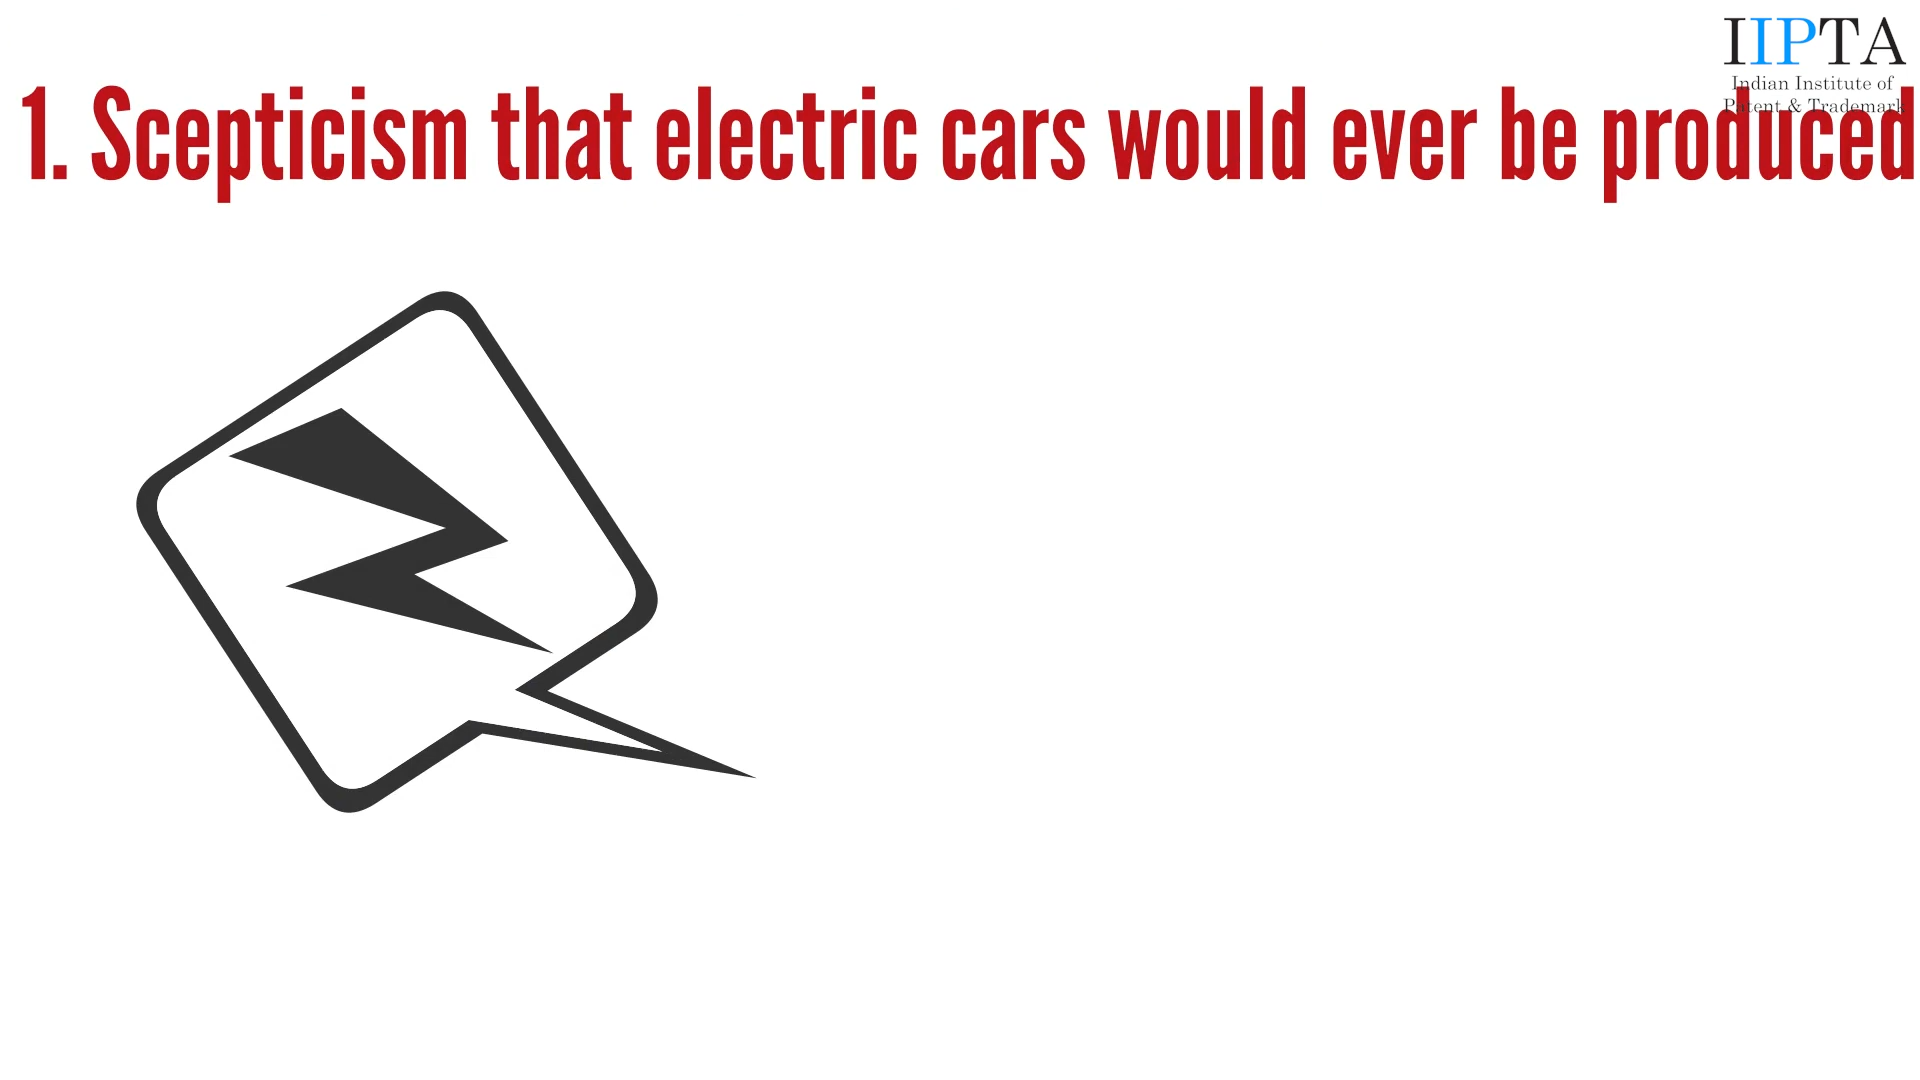 IIPTA
Indian Institute of
Patent & Trademark
1. Scepticism that electric cars would ever be produced